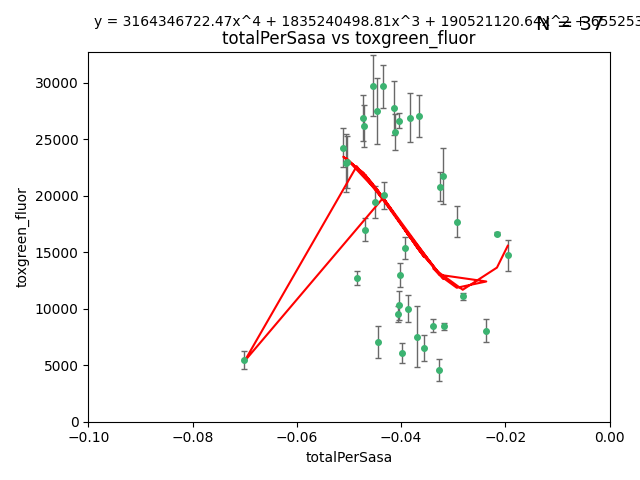 y = 3164346722.47x^4 + 1835240498.81x^3 + 190521120.64x^2 +
N = 37
totalPerSasa vs toxgreen_fluor
30000
25000
20000
15000
10000
5000
0
toxgreen_fluor
−0.10 −0.08 −0.06 −0.04 −0.02 0.00
totalPerSasa